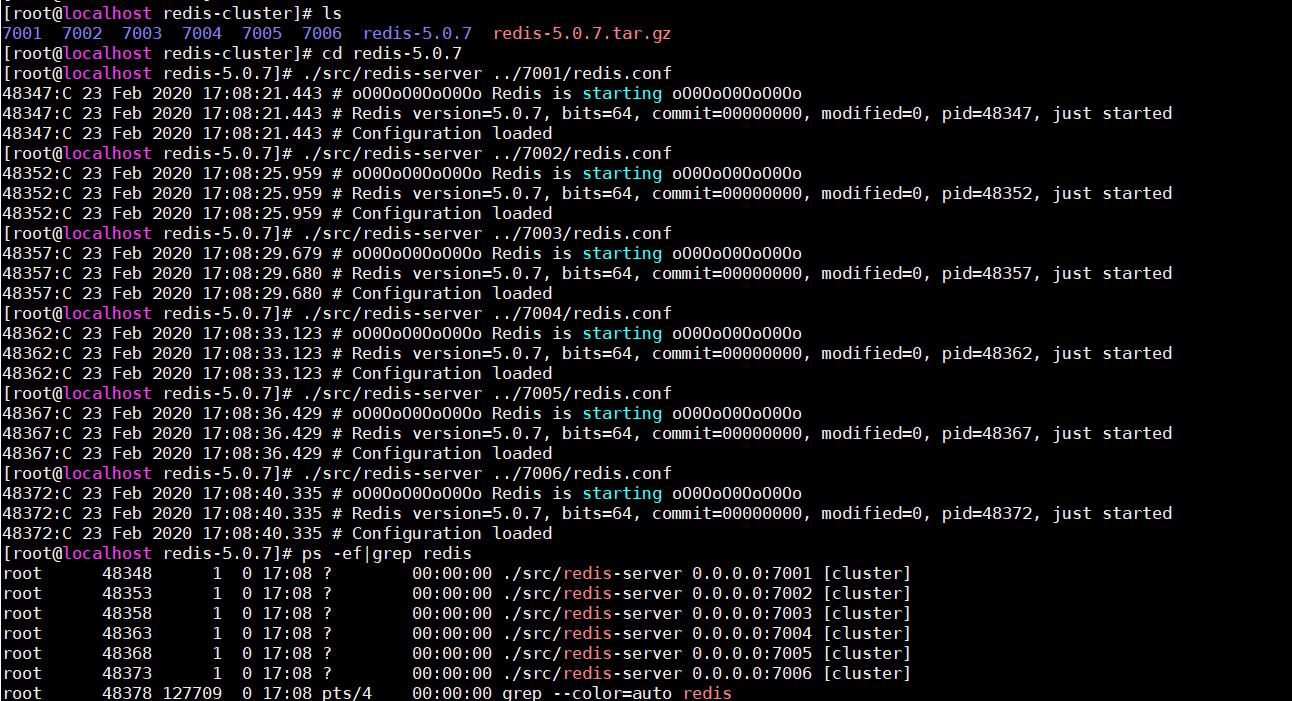 [root@localhost redis-cluster]# ls
7001  7002  7003  7004  7005  7006  redis-5.0.7  redis-5.0.7.tar.gz
[root@localhost redis-cluster]# cd redis-5.0.7
[root@localhost redis-5.0.7]# ./src/redis-server ../7001/redis.conf
48347:C 23 Feb 2020 17:08:21.443 # oO0OoO0OoO0Oo Redis is starting oO0OoO0OoO0Oo
48347:C 23 Feb 2020 17:08:21.443 # Redis version=5.0.7, bits=64, commit=00000000, modified=0, pid=48347, just started
48347:C 23 Feb 2020 17:08:21.443 # Configuration loaded
[root@localhost redis-5.0.7]# ./src/redis-server ../7002/redis.conf
48352:C 23 Feb 2020 17:08:25.959 # oO0OoO0OoO0Oo Redis is starting oO0OoO0OoO0Oo
48352:C 23 Feb 2020 17:08:25.959 # Redis version=5.0.7, bits=64, commit=00000000, modified=0, pid=48352, just started
48352:C 23 Feb 2020 17:08:25.959 # Configuration loaded
[root@localhost redis-5.0.7]# ./src/redis-server ../7003/redis.conf
48357:C 23 Feb 2020 17:08:29.679 # oO0OoO0OoO0Oo Redis is starting oO0OoO0OoO0Oo
48357:C 23 Feb 2020 17:08:29.680 # Redis version=5.0.7, bits=64, commit=00000000, modified=0, pid=48357, just started
48357:C 23 Feb 2020 17:08:29.680 # Configuration loaded
[root@localhost redis-5.0.7]# ./src/redis-server ../7004/redis.conf
48362:C 23 Feb 2020 17:08:33.123 # oO0OoO0OoO0Oo Redis is starting oO0OoO0OoO0Oo
48362:C 23 Feb 2020 17:08:33.123 # Redis version=5.0.7, bits=64, commit=00000000, modified=0, pid=48362, just started
48362:C 23 Feb 2020 17:08:33.123 # Configuration loaded
[root@localhost redis-5.0.7]# ./src/redis-server ../7005/redis.conf
48367:C 23 Feb 2020 17:08:36.429 # oO0OoO0OoO0Oo Redis is starting oO0OoO0OoO0Oo
48367:C 23 Feb 2020 17:08:36.429 # Redis version=5.0.7, bits=64, commit=00000000, modified=0, pid=48367, just started
48367:C 23 Feb 2020 17:08:36.429 # Configuration loaded
[root@localhost redis-5.0.7]# ./src/redis-server ../7006/redis.conf
48372:C 23 Feb 2020 17:08:40.335 # oO0OoO0OoO0Oo Redis is starting oO0OoO0OoO0Oo
48372:C 23 Feb 2020 17:08:40.335 # Redis version=5.0.7, bits=64, commit=00000000, modified=0, pid=48372, just started
48372:C 23 Feb 2020 17:08:40.335 # Configuration loaded
[root@localhost redis-5.0.7]# ps -ef|grep redis
root      48348      1  0 17:08 ?        00:00:00 ./src/redis-server 0.0.0.0:7001 [cluster]
root      48353      1  0 17:08 ?        00:00:00 ./src/redis-server 0.0.0.0:7002 [cluster]
root      48358      1  0 17:08 ?        00:00:00 ./src/redis-server 0.0.0.0:7003 [cluster]
root      48363      1  0 17:08 ?        00:00:00 ./src/redis-server 0.0.0.0:7004 [cluster]
root      48368      1  0 17:08 ?        00:00:00 ./src/redis-server 0.0.0.0:7005 [cluster]
root      48373      1  0 17:08 ?        00:00:00 ./src/redis-server 0.0.0.0:7006 [cluster]
root      48378 127709  0 17:08 pts/4    00:00:00 grep --color=auto redis